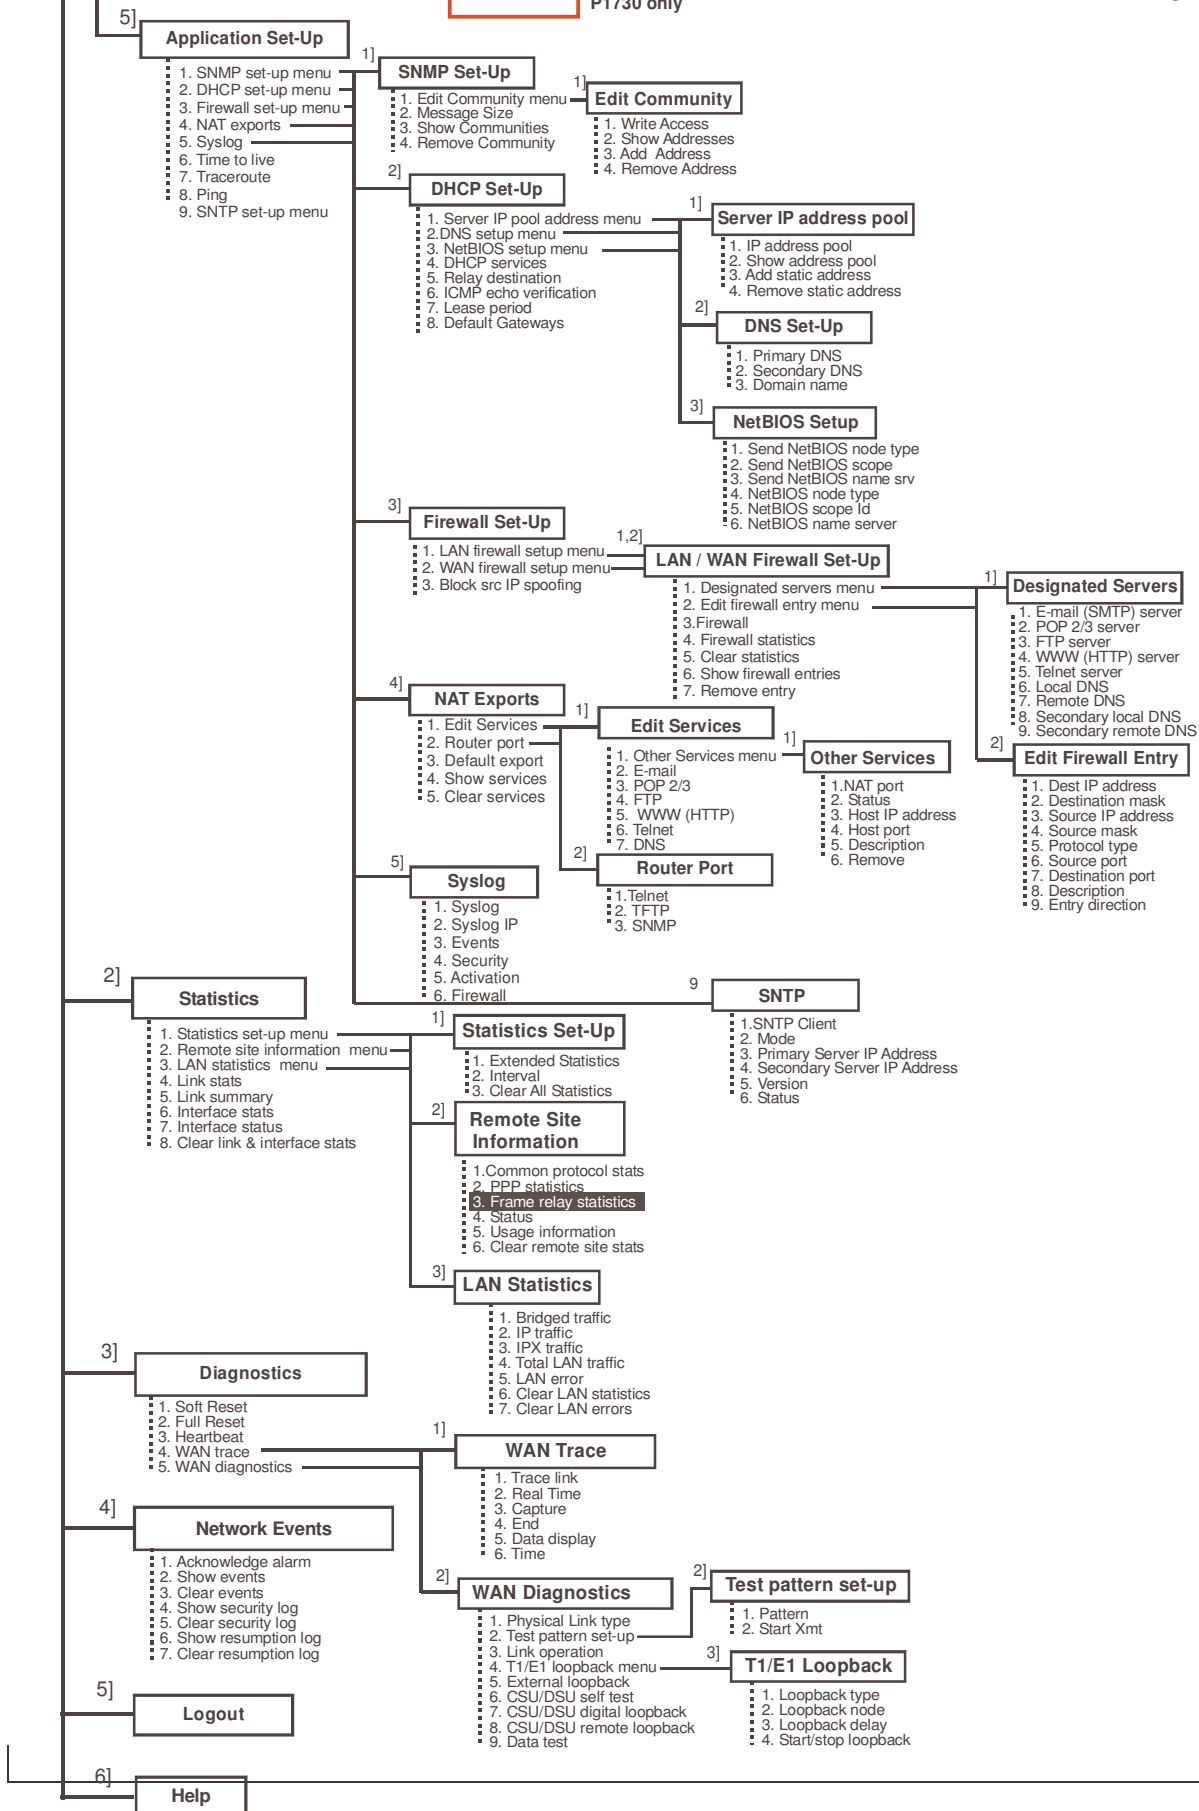 P1730 only
5]
Application Set-Up
1. SNMP set-up menu
2. DHCP set-up menu
3. Firewall set-up menu
4. NAT exports
5. Syslog
6. Time to live
7. Traceroute
8. Ping
9. SNTP set-up menu
1]
SNMP Set-Up
1. Edit Community menu
2. Message Size
3. Show Communities
4. Remove Community
1]
Edit Community
1. Write Access
2. Show Addresses
3. Add Address
4. Remove Address
2]
DHCP Set-Up
1. Server IP pool address menu
2.DNS setup menu
3. NetBIOS setup menu
4. DHCP services
5. Relay destination
6. ICMP echo verification
7. Lease period
8. Default Gateways
1]
Server IP address pool
1. IP address pool
2. Show address pool
3. Add static address
4. Remove static address
2]
DNS Set-Up
1. Primary DNS
2. Secondary DNS
3. Domain name
3]
NetBIOS Setup
1. Send NetBIOS node type
2. Send NetBIOS scope
3. Send NetBIOS name srv
4. NetBIOS node type
5. NetBIOS scope Id
6. NetBIOS name server
3]
Firewall Set-Up
1. LAN firewall setup menu
2. WAN firewall setup menu
3. Block src IP spoofing
1,2]
LAN / WAN Firewall Set-Up
1. Designated servers menu
2. Edit firewall entry menu
3.Firewall
4. Firewall statistics
5. Clear statistics
6. Show firewall entries
7. Remove entry
1]
Designated Servers
1. E-mail (SMTP) server
2. POP 2/3 server
3. FTP server
4. WWW (HTTP) server
5. Telnet server
6. Local DNS
7. Remote DNS
8. Secondary local DNS
9. Secondary remote DNS
2]
Edit Firewall Entry
1. Dest IP address
2. Destination mask
3. Source IP address
4. Source mask
5. Protocol type
6. Source port
7. Destination port
8. Description
9. Entry direction
4]
NAT Exports
1. Edit Services
2. Router port
3. Default export
4. Show services
5. Clear services
1]
Edit Services
1. Other Services menu
2. E-mail
3. POP 2/3
4. FTP
5. WWW (HTTP)
6. Telnet
7. DNS
1]
Other Services
1.NAT port
2. Status
3. Host IP address
4. Host port
5. Description
6. Remove
2]
Router Port
1.Telnet
2. TFTP
3. SNMP
5]
Syslog
1. Syslog
2. Syslog IP
3. Events
4. Security
5. Activation
6. Firewall
9
SNTP
1.SNTP Client
2. Mode
3. Primary Server IP Address
4. Secondary Server IP Address
5. Version
6. Status
2]
Statistics
1. Statistics set-up menu
2. Remote site information menu
3. LAN statistics menu
4. Link stats
5. Link summary
6. Interface stats
7. Interface status
8. Clear link & interface stats
1]
Statistics Set-Up
1. Extended Statistics
2. Interval
3. Clear All Statistics
2]
Remote Site
Information
1.Common protocol stats
2. PPP statistics
3. Frame relay statistics
4. Status
5. Usage information
6. Clear remote site stats
3]
LAN Statistics
1. Bridged traffic
2. IP traffic
3. IPX traffic
4. Total LAN traffic
5. LAN error
6. Clear LAN statistics
7. Clear LAN errors
3]
Diagnostics
1. Soft Reset
2. Full Reset
3. Heartbeat
4. WAN trace
5. WAN diagnostics
1]
WAN Trace
1. Trace link
2. Real Time
3. Capture
4. End
5. Data display
6. Time
2]
WAN Diagnostics
1. Physical Link type
2. Test pattern set-up
3. Link operation
4. T1/E1 loopback menu
5. External loopback
6. CSU/DSU self test
7. CSU/DSU digital loopback
8. CSU/DSU remote loopback
9. Data test
2]
Test pattern set-up
1. Pattern
2. Start Xmt
3]
T1/E1 Loopback
1. Loopback type
2. Loopback node
3. Loopback delay
4. Start/stop loopback
4]
Network Events
1. Acknowledge alarm
2. Show events
3. Clear events
4. Show security log
5. Clear security log
6. Show resumption log
7. Clear resumption log
5]
Logout
6]
Help